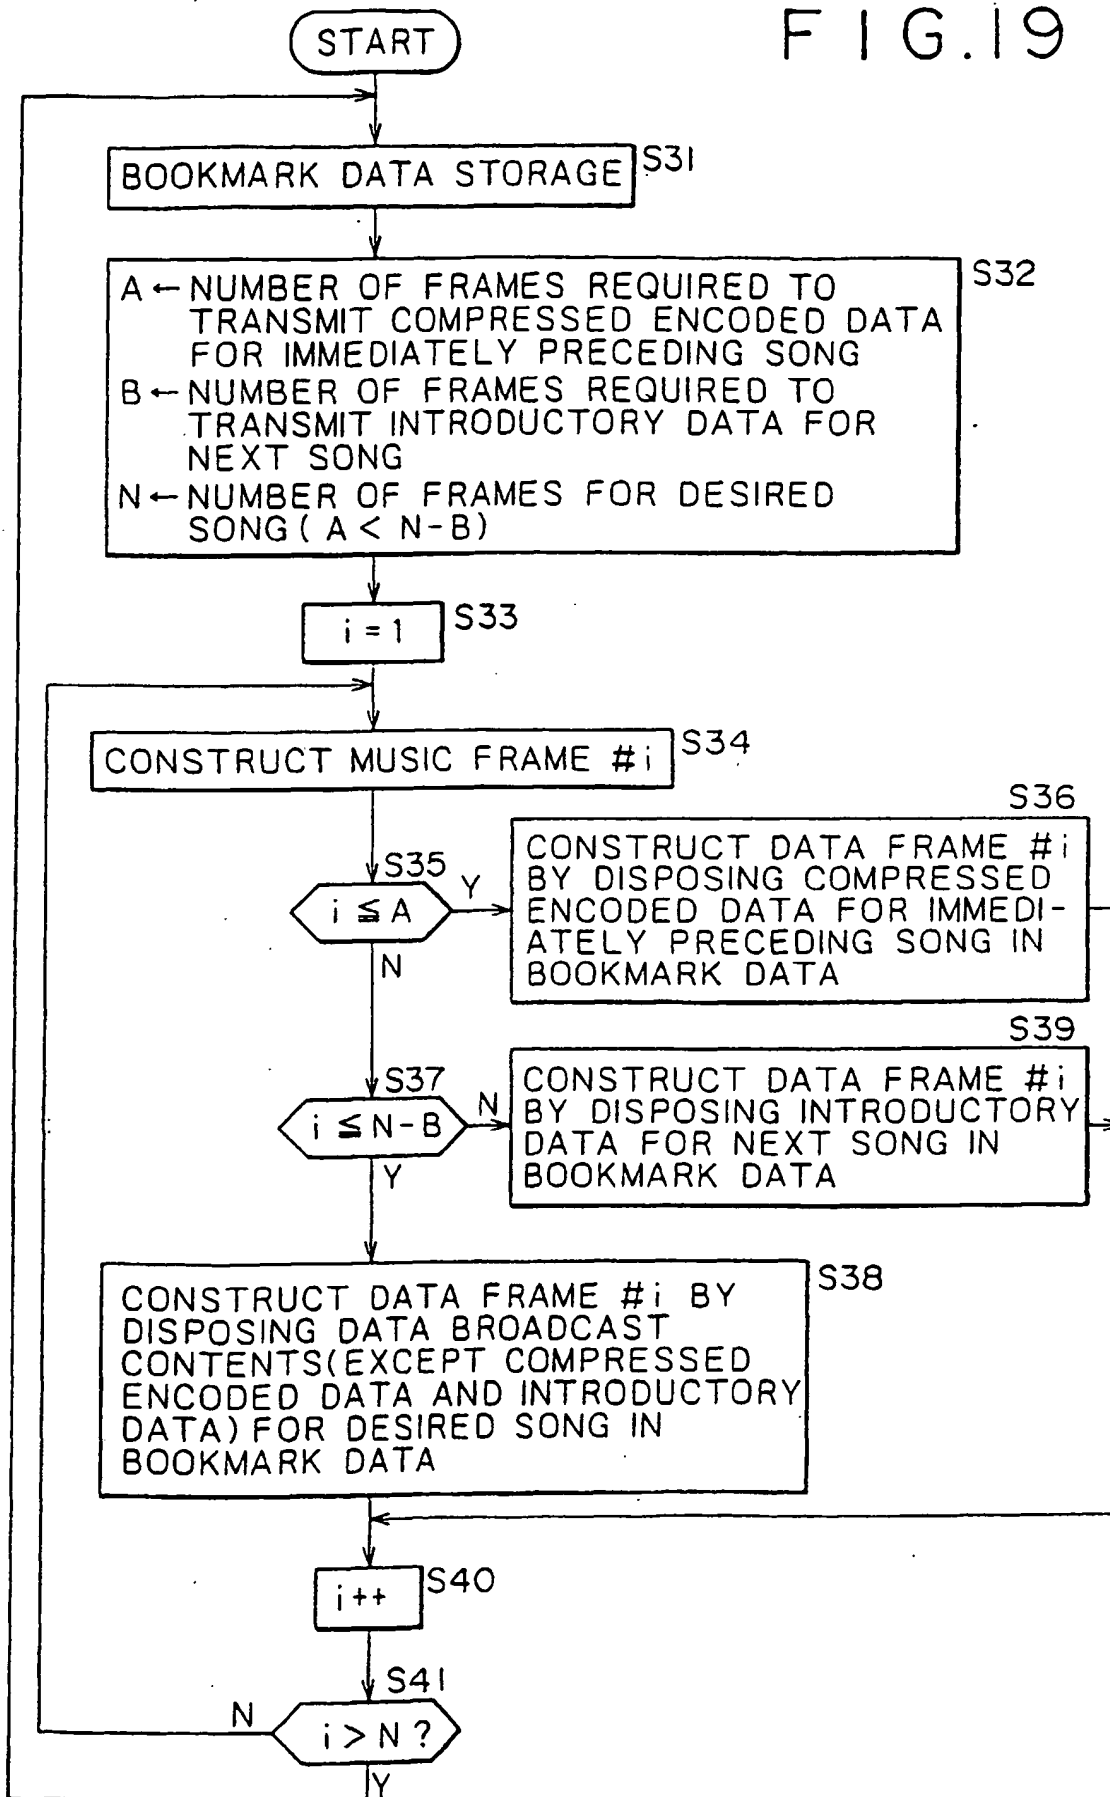 FIG.19
START
BOOKMARK DATA STORAGE
S31
S32
A←NUMBER OF FRAMES REQUIRED TO
TRANSMIT COMPRESSED ENCODED DATA
FOR IMMEDIATELY PRECEDING SONG
B←NUMBER OF FRAMES REQUIRED TO
TRANSMIT INTRODUCTORY DATA FOR
NEXT SONG
N←NUMBER OF FRAMES FOR DESIRED
SONG(A<N-B)
i=1
S33
CONSTRUCT MUSIC FRAME #i
S34
S35
i≦A
Y
N
S36
CONSTRUCT DATA FRAME #i
BY DISPOSING COMPRESSED
ENCODED DATA FOR IMMEDI-
ATELY PRECEDING SONG IN
BOOKMARK DATA
S37
i≦N-B
N
Y
S39
CONSTRUCT DATA FRAME #i
BY DISPOSING INTRODUCTORY
DATA FOR NEXT SONG IN
BOOKMARK DATA
S38
CONSTRUCT DATA FRAME #i BY
DISPOSING DATA BROADCAST
CONTENTS(EXCEPT COMPRESSED
ENCODED DATA AND INTRODUCTORY
DATA)FOR DESIRED SONG IN
BOOKMARK DATA
i++
S40
S41
i>N?
N
Y